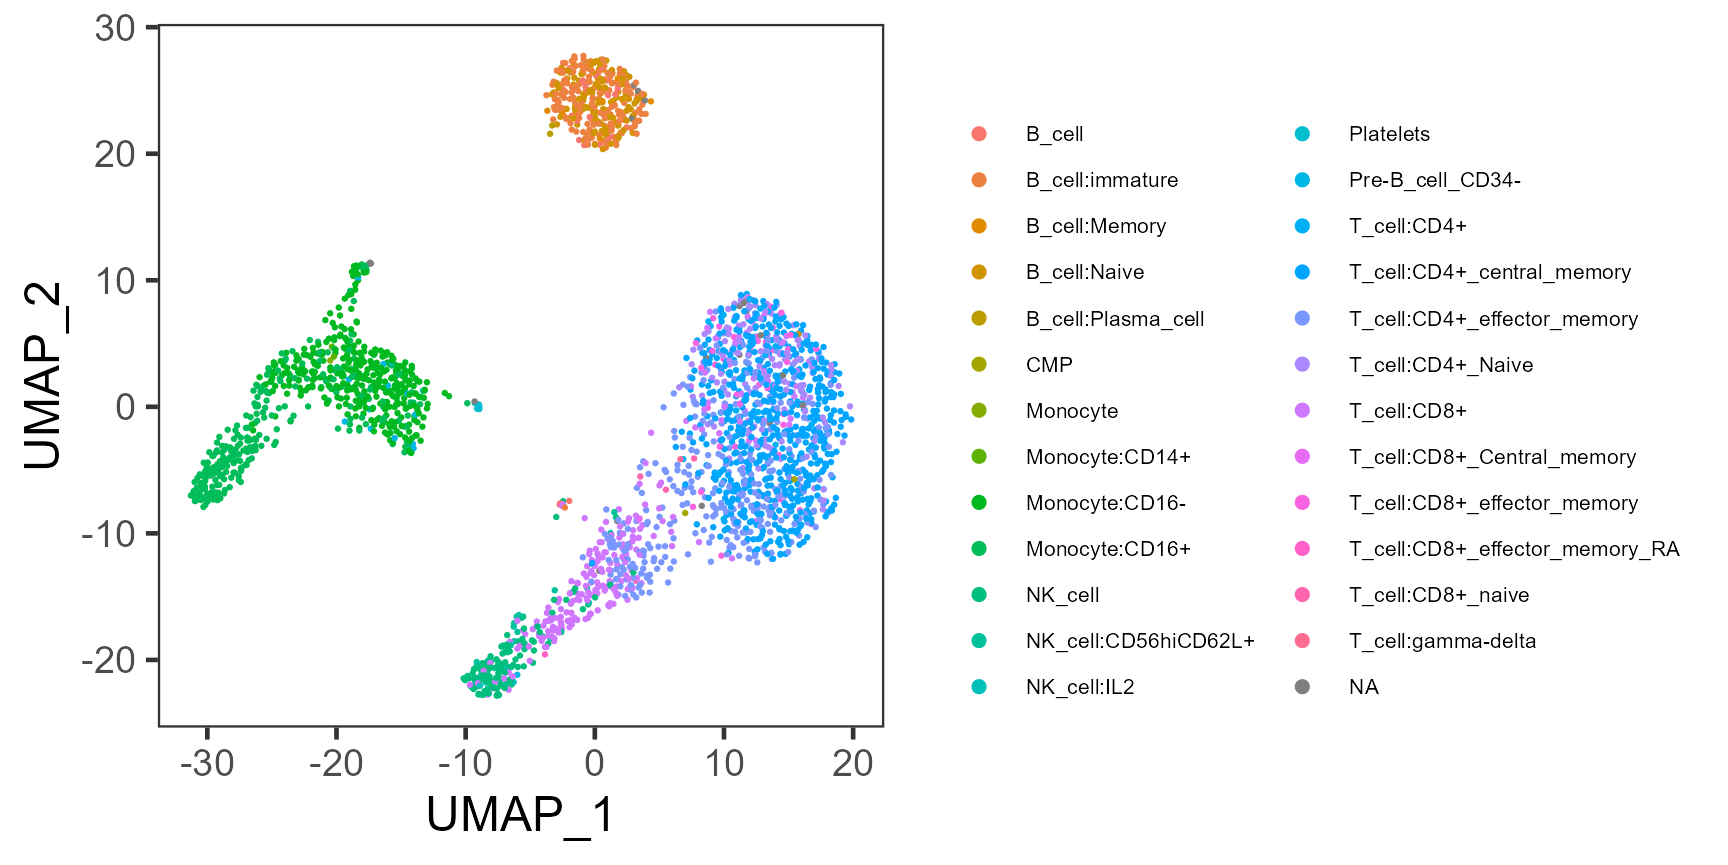 30
20
10
0
-10
-20
UMAP_2
-30 -20 -10 0 10 20
UMAP_1
B_cell
B_cell:immature
B_cell:Memory
B_cell:Naive
B_cell:Plasma_cell
CMP
Monocyte
Monocyte:CD14+
Monocyte:CD16-
Monocyte:CD16+
NK_cell
NK_cell:CD56hiCD62L+
NK_cell:IL2
Platelets
Pre-B_cell_CD34-
T_cell:CD4+
T_cell:CD4+_central_memory
T_cell:CD4+_effector_memory
T_cell:CD4+_Naive
T_cell:CD8+
T_cell:CD8+_Central_memory
T_cell:CD8+_effector_memory
T_cell:CD8+_effector_memory_RA
T_cell:CD8+_naive
T_cell:gamma-delta
NA